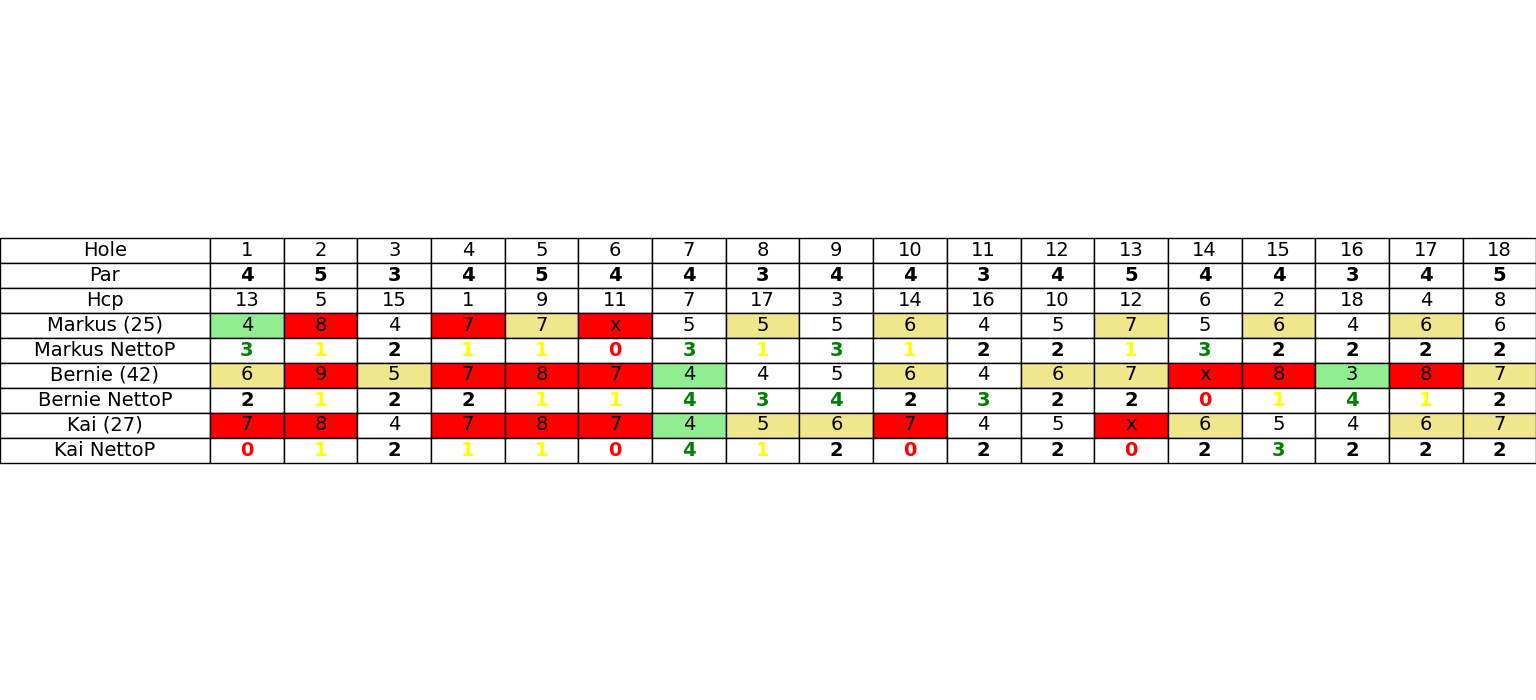 Hole 1 2 3 4 5 6 7 8 9 10 11 12 13 14 15 16 17 18
Par 4 5 3 4 5 4 4 3 4 4 3 4 5 4 4 3 4 5
Hcp 13 5 15 1 9 11 7 17 3 14 16 10 12 6 2 18 4 8
Markus (25) 4 8 4 7 7 x 5 5 5 6 4 5 7 5 6 4 6 6
Markus NettoP 3 1 2 1 1 0 3 1 3 1 2 2 1 3 2 2 2 2
Bernie (42) 6 9 5 7 8 7 4 4 5 6 4 6 7 x 8 3 8 7
Bernie NettoP 2 1 2 2 1 1 4 3 4 2 3 2 2 0 1 4 1 2
Kai (27) 7 8 4 7 8 7 4 5 6 7 4 5 x 6 5 4 6 7
Kai NettoP 0 1 2 1 1 0 4 1 2 0 2 2 0 2 3 2 2 2